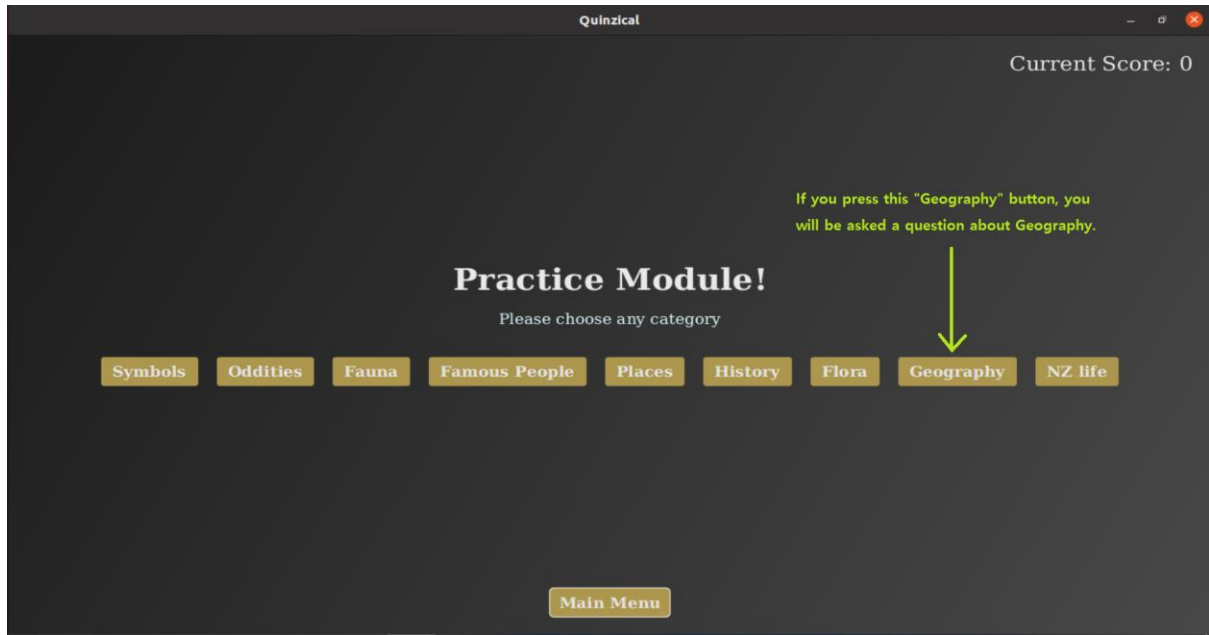 Quinzical
Current Score: 0
If you press this "Geography" button, you
will be asked a question about Geography.
Practice Module!
Please choose any category
Symbols Oddities Fauna Famous People Places History Flora Geography NZ life
Main Menu